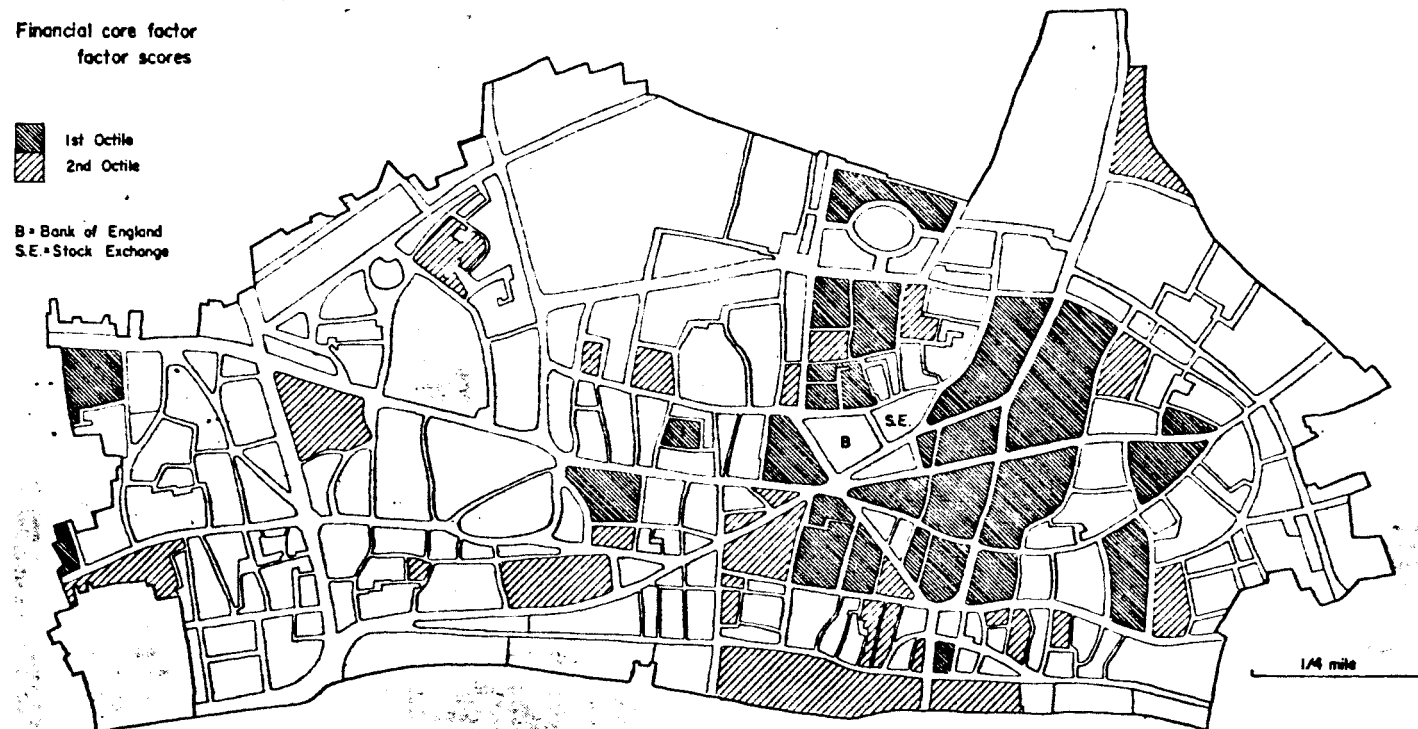 Financial core factor
factor scores
1st Octile
2nd Octile
B = Bank of England
S.E. = Stock Exchange
S.E.
B
1/4 mile